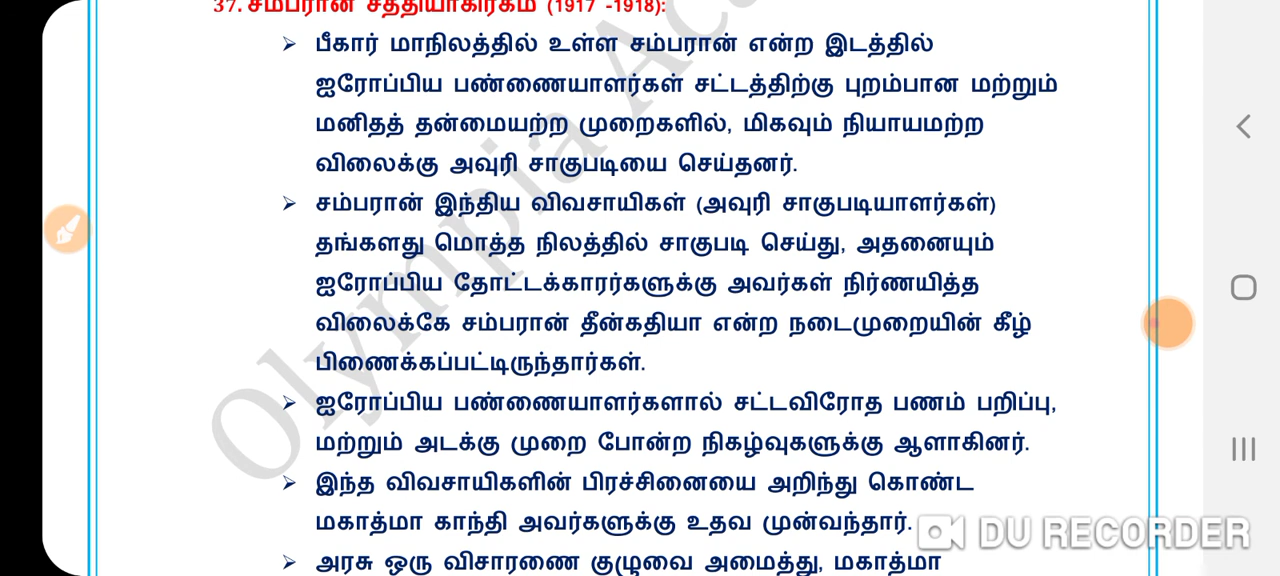 37. சம்பரான் சத்தியாகிரகம் (1917 -1918):
➢ பீகார் மாநிலத்தில் உள்ள சம்பரான் என்ற இடத்தில்
ஐரோப்பிய பண்ணையாளர்கள் சட்டத்திற்கு புறம்பான மற்றும்
மனிதத் தன்மையற்ற முறைகளில், மிகவும் நியாயமற்ற
விலைக்கு அவுரி சாகுபடியை செய்தனர்.
➢ சம்பரான் இந்திய விவசாயிகள் (அவுரி சாகுபடியாளர்கள்)
தங்களது மொத்த நிலத்தில் சாகுபடி செய்து, அதனையும்
ஐரோப்பிய தோட்டக்காரர்களுக்கு அவர்கள் நிர்ணயித்த
விலைக்கே சம்பரான் தீன்கதியா என்ற நடைமுறையின் கீழ்
பிணைக்கப்பட்டிருந்தார்கள்.
➢ ஐரோப்பிய பண்ணையாளர்களால் சட்டவிரோத பணம் பறிப்பு,
மற்றும் அடக்கு முறை போன்ற நிகழ்வுகளுக்கு ஆளாகினர்.
➢ இந்த விவசாயிகளின் பிரச்சினையை அறிந்து கொண்ட
மகாத்மா காந்தி அவர்களுக்கு உதவ முன்வந்தார்.
➢ அரசு ஒரு விசாரணை குழுவை அமைத்து, மகாத்மா
Olympia
DU RECORDER